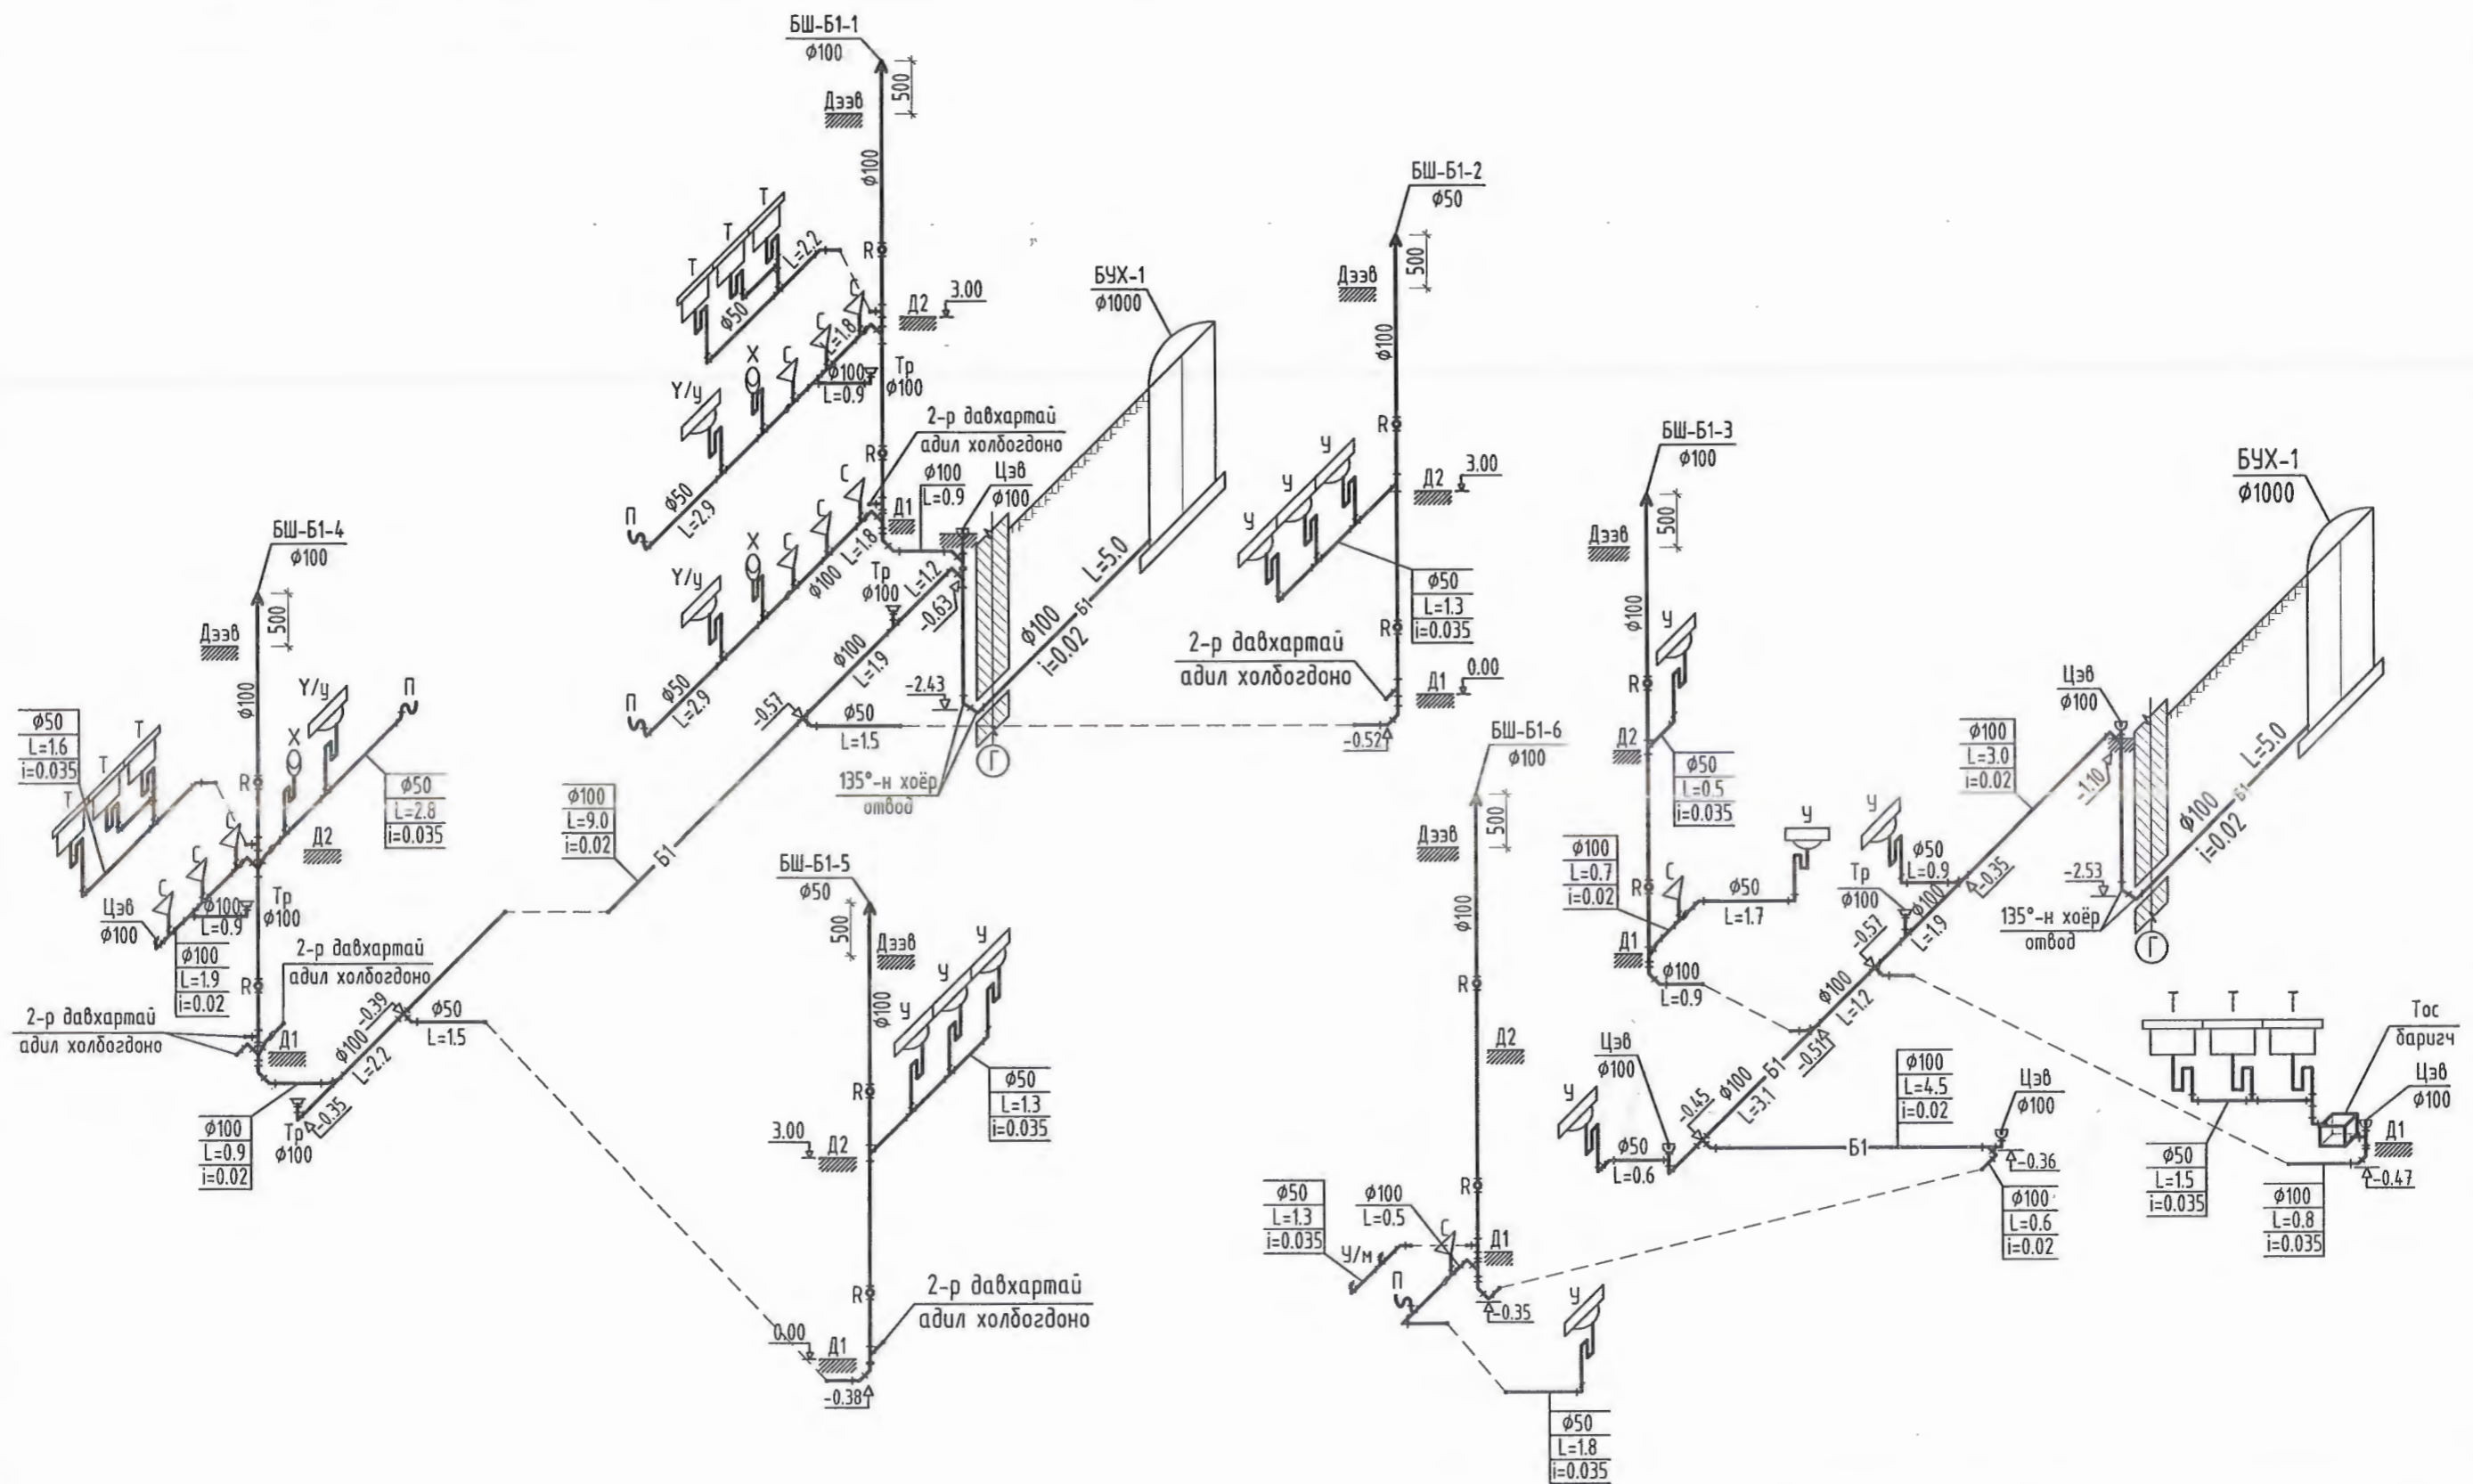 БШ-Б1-1
ф100
500
Дээв
ф100
Т
Т
Т
L=2.2
ф50
R
С
С
L=1.8
Д2
3.00
Х
С
ф100
L=0.9
Тр
ф100
Y/y
ф50
L=2.9
П
R
2-р давхартай
адил холбогдоно
С
С
С
Х
Y/y
Д1
ф100
L=0.9
Цэв
ф100
L=1.8
ф100
ф50
L=2.9
П
Тр
ф100
L=1.2
-0.63
ф100
L=1.9
-0.57
ф50
L=1.5
-2.43
135°-н хоёр
отвод
Г
ф100
i=0.02
Б1
L=5.0
БУХ-1
ф1000
БШ-Б1-2
ф50
500
Дээв
ф100
R
У
У
У
Д2
3.00
ф50
L=1.3
i=0.035
R
2-р давхартай
адил холбогдоно
Д1
0.00
-0.52
БШ-Б1-4
ф100
500
Дээв
ф100
Y/y
П
Х
ф50
L=1.6
i=0.035
Т
Т
Т
R
ф50
L=2.8
i=0.035
Д2
С
С
С
Цэв
ф100
ф100
L=0.9
Тр
ф100
ф100
L=1.9
i=0.02
R
2-р давхартай
адил холбогдоно
2-р давхартай
адил холбогдоно
Д1
ф100
L=2.2
-0.39
ф50
L=1.5
ф100
L=0.9
i=0.02
Тр
ф100
-0.35
ф100
L=9.0
i=0.02
Б1
БШ-Б1-5
ф50
500
Дээв
ф100
У
У
У
R
ф50
L=1.3
i=0.035
3.00
Д2
R
2-р давхартай
адил холбогдоно
0.00
Д1
-0.38
БШ-Б1-3
ф100
500
Дээв
ф100
У
R
Д2
ф50
L=0.5
i=0.035
ф100
L=0.7
i=0.02
R
С
ф50
L=1.7
У
Д1
ф100
L=0.9
БШ-Б1-6
ф100
500
Дээв
ф100
R
Д2
R
ф50
L=1.3
i=0.035
ф100
L=0.5
С
У/м
Д1
П
-0.35
У
ф50
L=1.8
i=0.035
БУХ-1
ф1000
Цэв
ф100
ф100
L=3.0
i=0.02
-1.10
L=5.0
Б1
ф100
i=0.02
-2.53
135°-н хоёр
отвод
Г
У
ф50
L=0.9
-0.35
Тр
ф100
ф100
L=1.9
-0.57
ф100
L=1.2
-0.51
Б1
ф100
L=3.1
-0.45
Цэв
ф100
У
ф50
L=0.6
Б1
ф100
L=4.5
i=0.02
Цэв
ф100
-0.36
ф100
L=0.6
i=0.02
Т
Т
Т
Тос
баригч
Цэв
ф100
Д1
-0.47
ф50
L=1.5
i=0.035
ф100
L=0.8
i=0.035